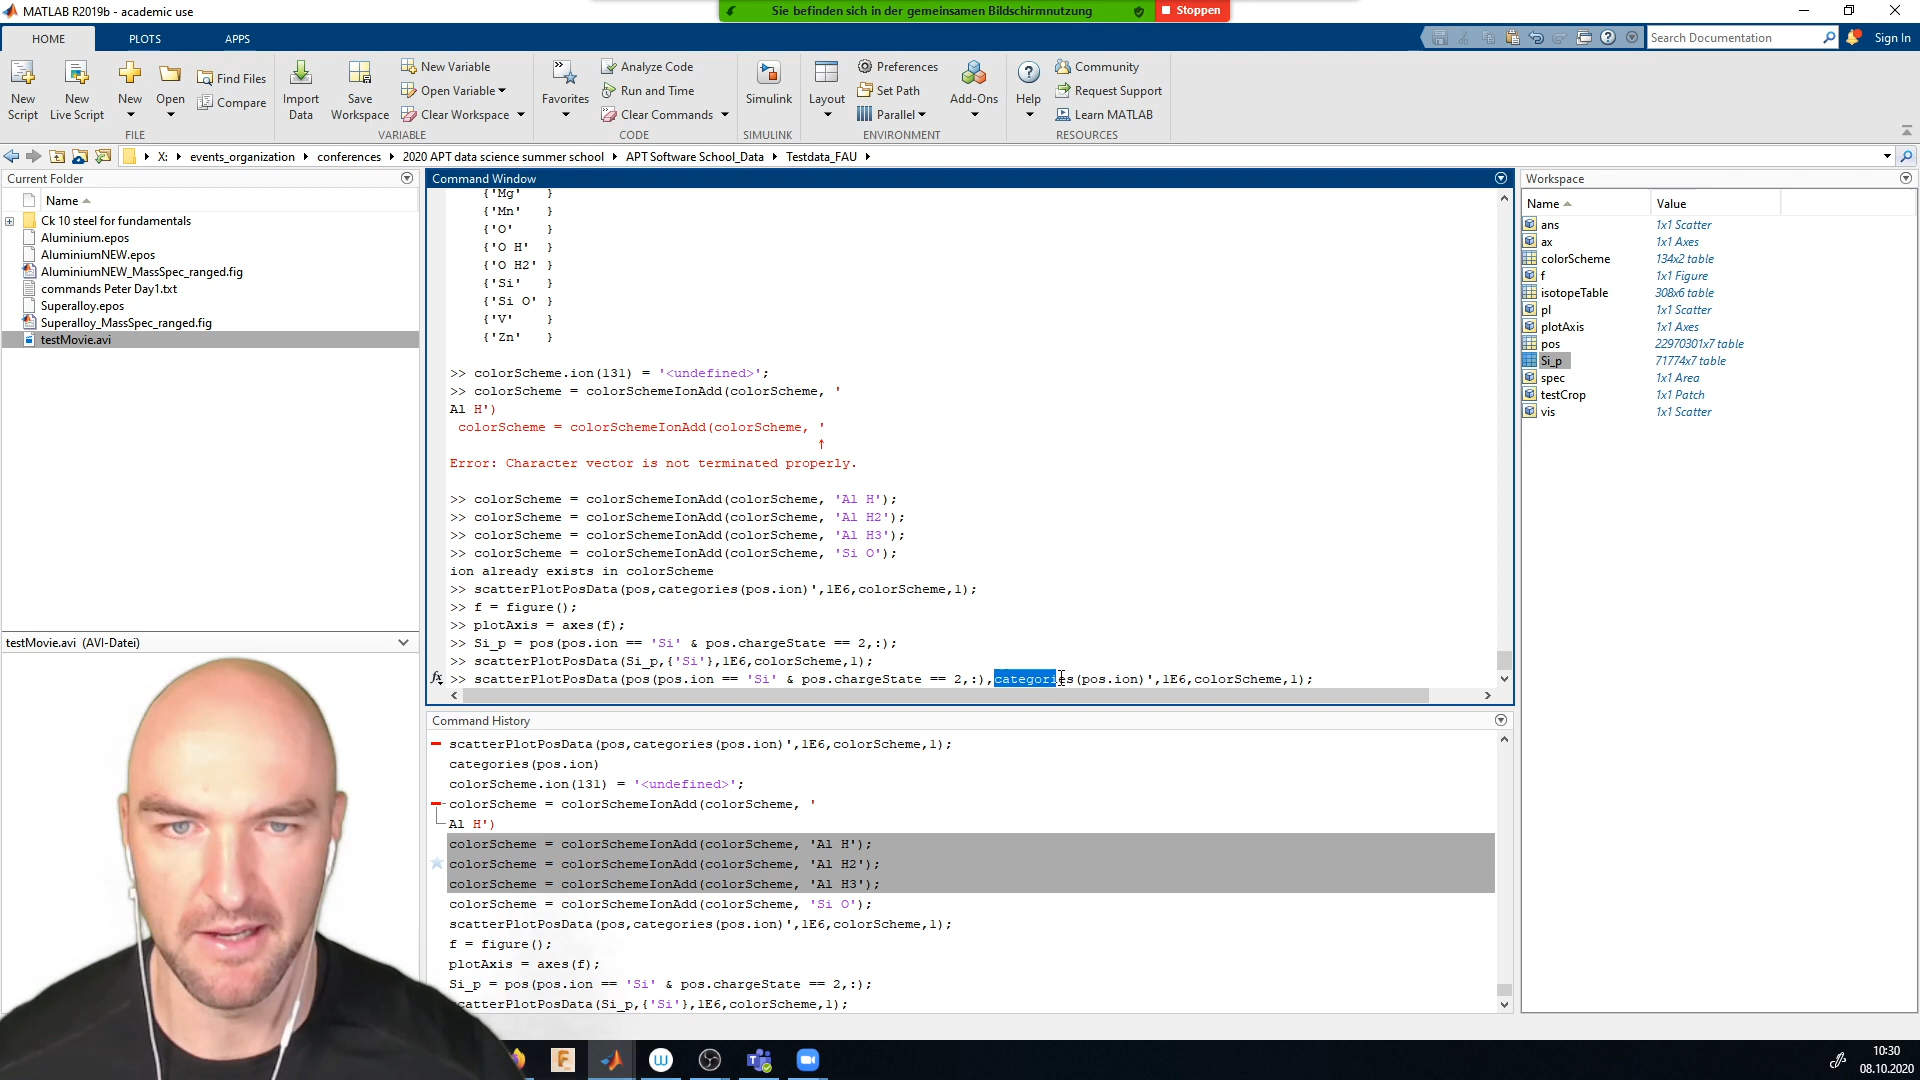 MATLAB R2019b - academic use
Sie befinden sich in der gemeinsamen Bildschirmnutzung
Stoppen
HOME
PLOTS
APPS
Search Documentation
Sign In
New Script
New Live Script
New
Open
Find Files
Compare
FILE
Import Data
Save Workspace
New Variable
Open Variable
Clear Workspace
VARIABLE
Favorites
Analyze Code
Run and Time
Clear Commands
CODE
Simulink
SIMULINK
Layout
Preferences
Set Path
Parallel
Add-Ons
ENVIRONMENT
Help
Community
Request Support
Learn MATLAB
RESOURCES
X:
events_organization
conferences
2020 APT data science summer school
APT Software School_Data
Testdata_FAU
Current Folder
Name
Ck 10 steel for fundamentals
Aluminium.epos
AluminiumNEW.epos
AluminiumNEW_MassSpec_ranged.fig
commands Peter Day1.txt
Superalloy.epos
Superalloy_MassSpec_ranged.fig
testMovie.avi
testMovie.avi (AVI-Datei)
Command Window
{'Mg'    }
{'Mn'    }
{'O'     }
{'O H'   }
{'O H2'  }
{'Si'    }
{'Si O'  }
{'V'     }
{'Zn'    }
>> colorScheme.ion(131) = '<undefined>';
>> colorScheme = colorSchemeIonAdd(colorScheme, '
Al H')
colorScheme = colorSchemeIonAdd(colorScheme, '
↑
Error: Character vector is not terminated properly.
>> colorScheme = colorSchemeIonAdd(colorScheme, 'Al H');
>> colorScheme = colorSchemeIonAdd(colorScheme, 'Al H2');
>> colorScheme = colorSchemeIonAdd(colorScheme, 'Al H3');
>> colorScheme = colorSchemeIonAdd(colorScheme, 'Si O');
ion already exists in colorScheme
>> scatterPlotPosData(pos,categories(pos.ion)',1E6,colorScheme,1);
>> f = figure();
>> plotAxis = axes(f);
>> Si_p = pos(pos.ion == 'Si' & pos.chargeState == 2,:);
>> scatterPlotPosData(Si_p,{'Si'},1E6,colorScheme,1);
fx >> scatterPlotPosData(pos(pos.ion == 'Si' & pos.chargeState == 2,:),categories(pos.ion)',1E6,colorScheme,1);
Command History
scatterPlotPosData(pos,categories(pos.ion)',1E6,colorScheme,1);
categories(pos.ion)
colorScheme.ion(131) = '<undefined>';
colorScheme = colorSchemeIonAdd(colorScheme, '
Al H')
colorScheme = colorSchemeIonAdd(colorScheme, 'Al H');
colorScheme = colorSchemeIonAdd(colorScheme, 'Al H2');
colorScheme = colorSchemeIonAdd(colorScheme, 'Al H3');
colorScheme = colorSchemeIonAdd(colorScheme, 'Si O');
scatterPlotPosData(pos,categories(pos.ion)',1E6,colorScheme,1);
f = figure();
plotAxis = axes(f);
Si_p = pos(pos.ion == 'Si' & pos.chargeState == 2,:);
scatterPlotPosData(Si_p,{'Si'},1E6,colorScheme,1);
Workspace
Name Value
ans 1x1 Scatter
ax 1x1 Axes
colorScheme 134x2 table
f 1x1 Figure
isotopeTable 308x6 table
pl 1x1 Scatter
plotAxis 1x1 Axes
pos 22970301x7 table
Si_p 71774x7 table
spec 1x1 Area
testCrop 1x1 Patch
vis 1x1 Scatter
10:30
08.10.2020